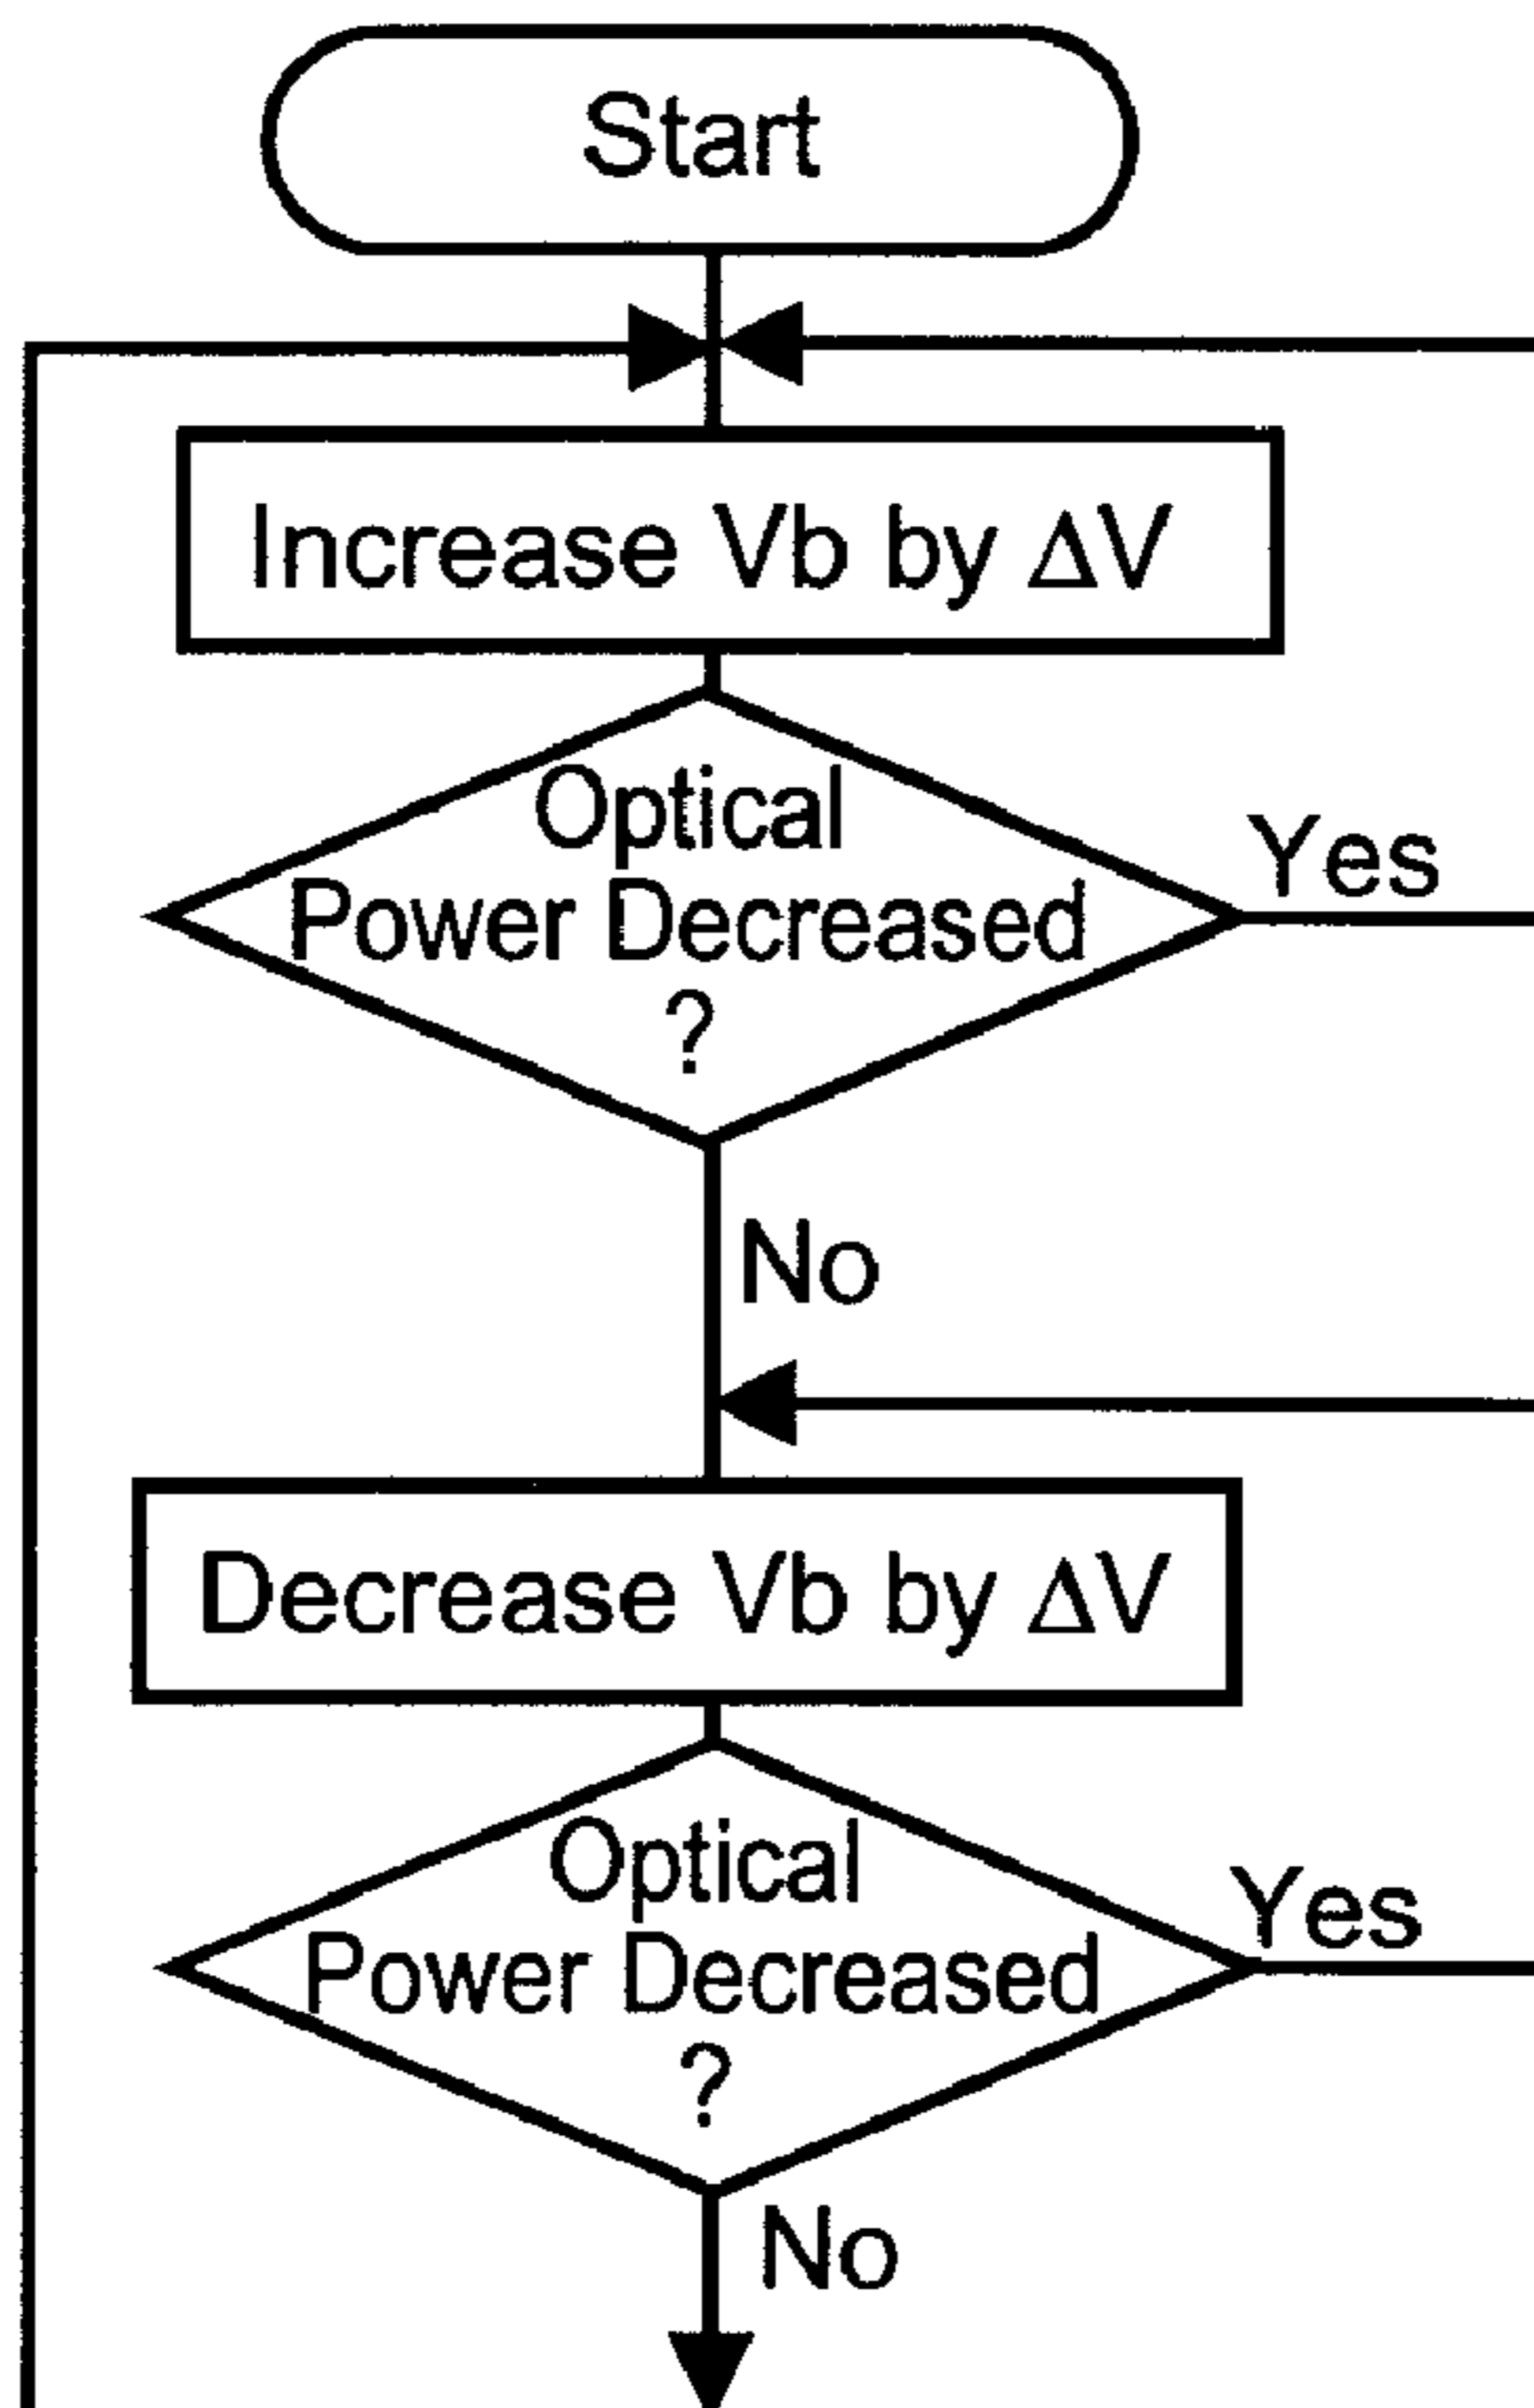 Start
Increase Vb by ΔV
Optical
Power Decreased
?
Yes
No
Decrease Vb by ΔV
Optical
Power Decreased
?
Yes
No